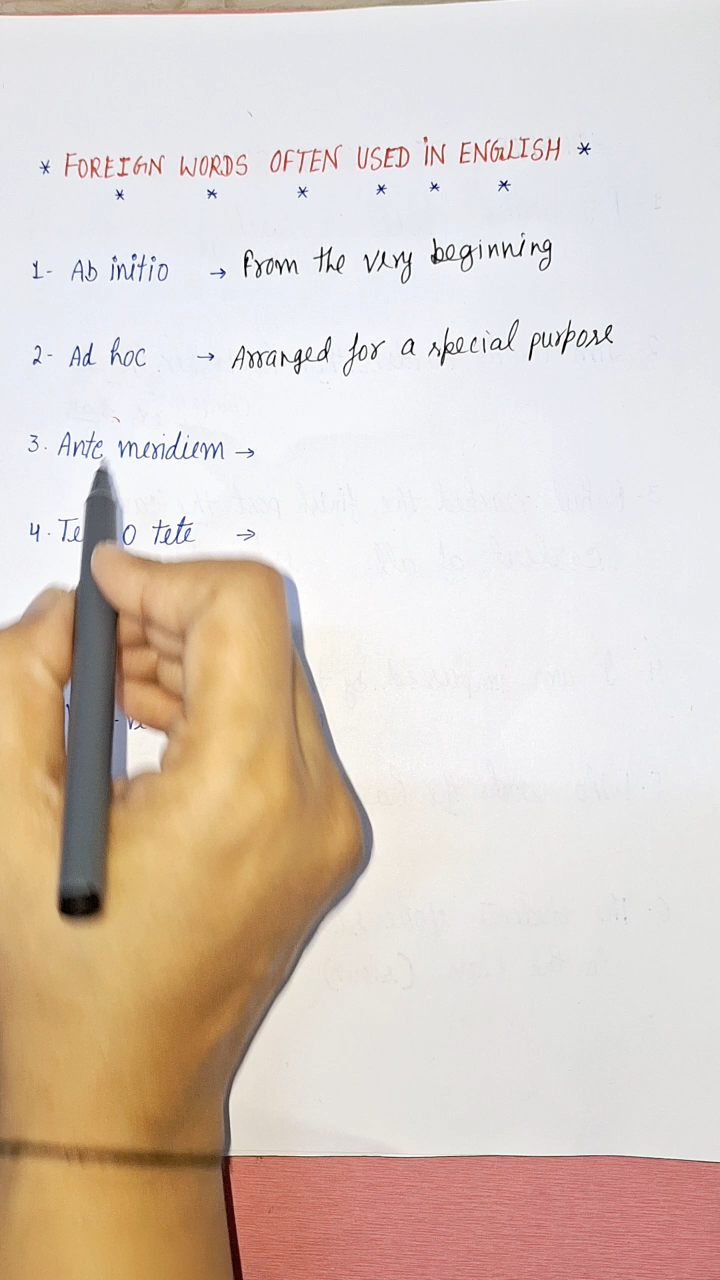 * FOREIGN WORDS OFTEN USED IN ENGLISH *
* * * * * *
1- Ab initio → From the very beginning
2- Ad hoc → Arranged for a special purpose
3. Ante meridiem →
4. Te o tete →